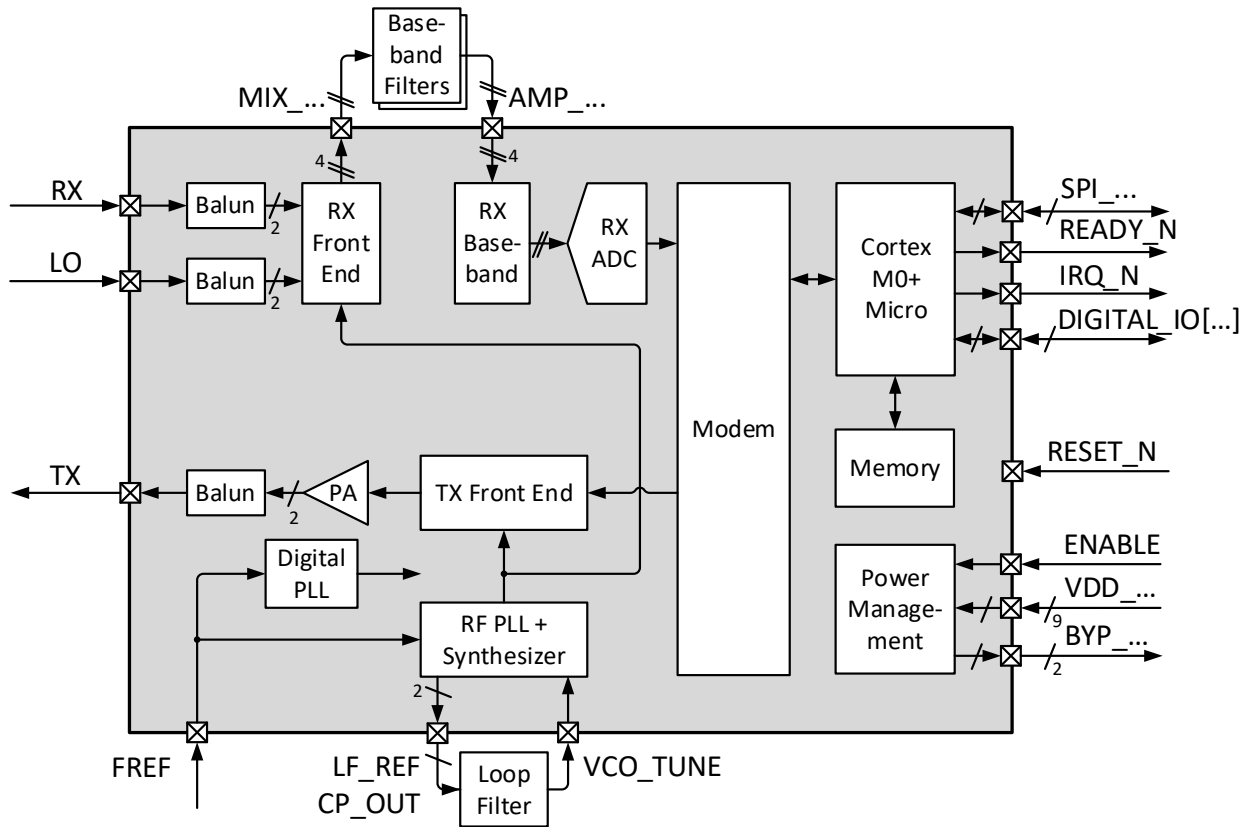 Base-
band
Filters
MIX_...
AMP_...
4
4
RX
Balun
2
RX
Front
End
RX
Base-
band
RX
ADC
Modem
Cortex
M0+
Micro
SPI_...
READY_N
IRQ_N
DIGITAL_IO[...]
LO
Balun
2
Memory
RESET_N
TX
Balun
2
PA
TX Front End
Digital
PLL
RF PLL +
Synthesizer
2
Power
Manage-
ment
ENABLE
VDD_...
9
BYP_...
2
FREF
LF_REF
CP_OUT
Loop
Filter
VCO_TUNE